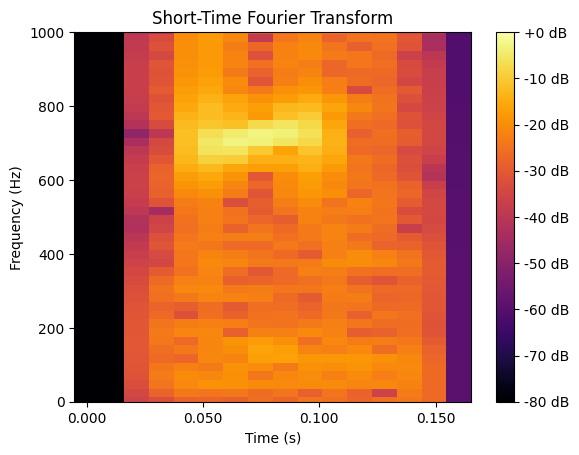 Short-Time Fourier Transform
1000
800
600
400
200
0
Frequency (Hz)
0.000
0.050
0.100
0.150
Time (s)
+0 dB
-10 dB
-20 dB
-30 dB
-40 dB
-50 dB
-60 dB
-70 dB
-80 dB